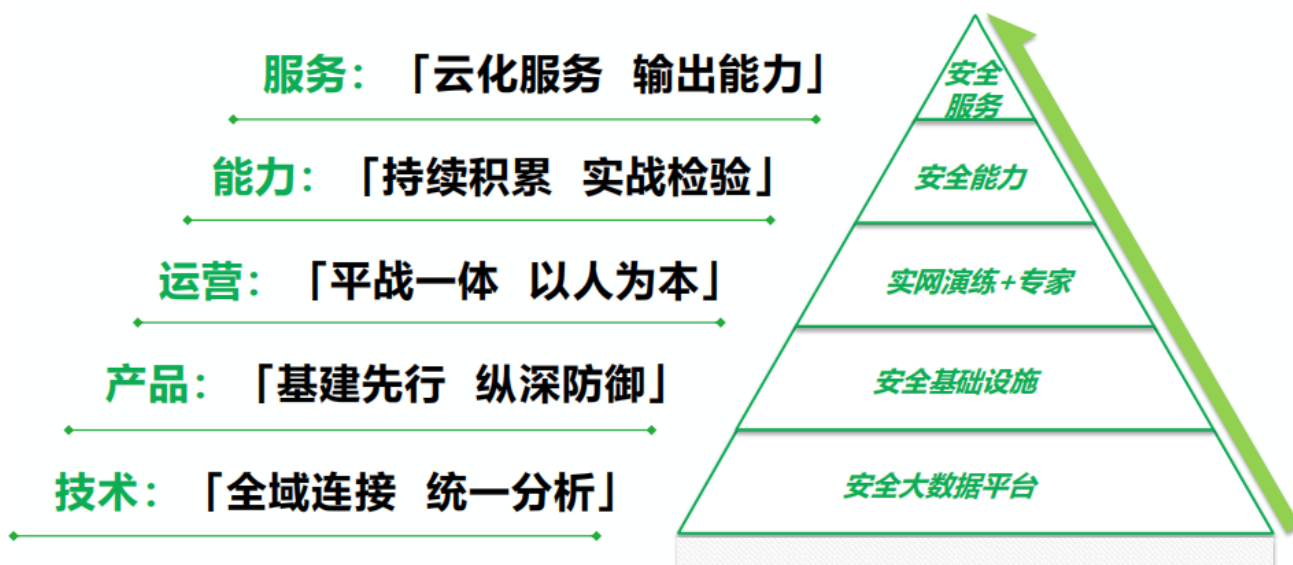 服务：「云化服务 输出能力」
安全
服务
能力：「持续积累 实战检验」
安全能力
运营：「平战一体 以人为本」
实网演练+专家
产品：「基建先行 纵深防御」
安全基础设施
技术：「全域连接 统一分析」
安全大数据平台